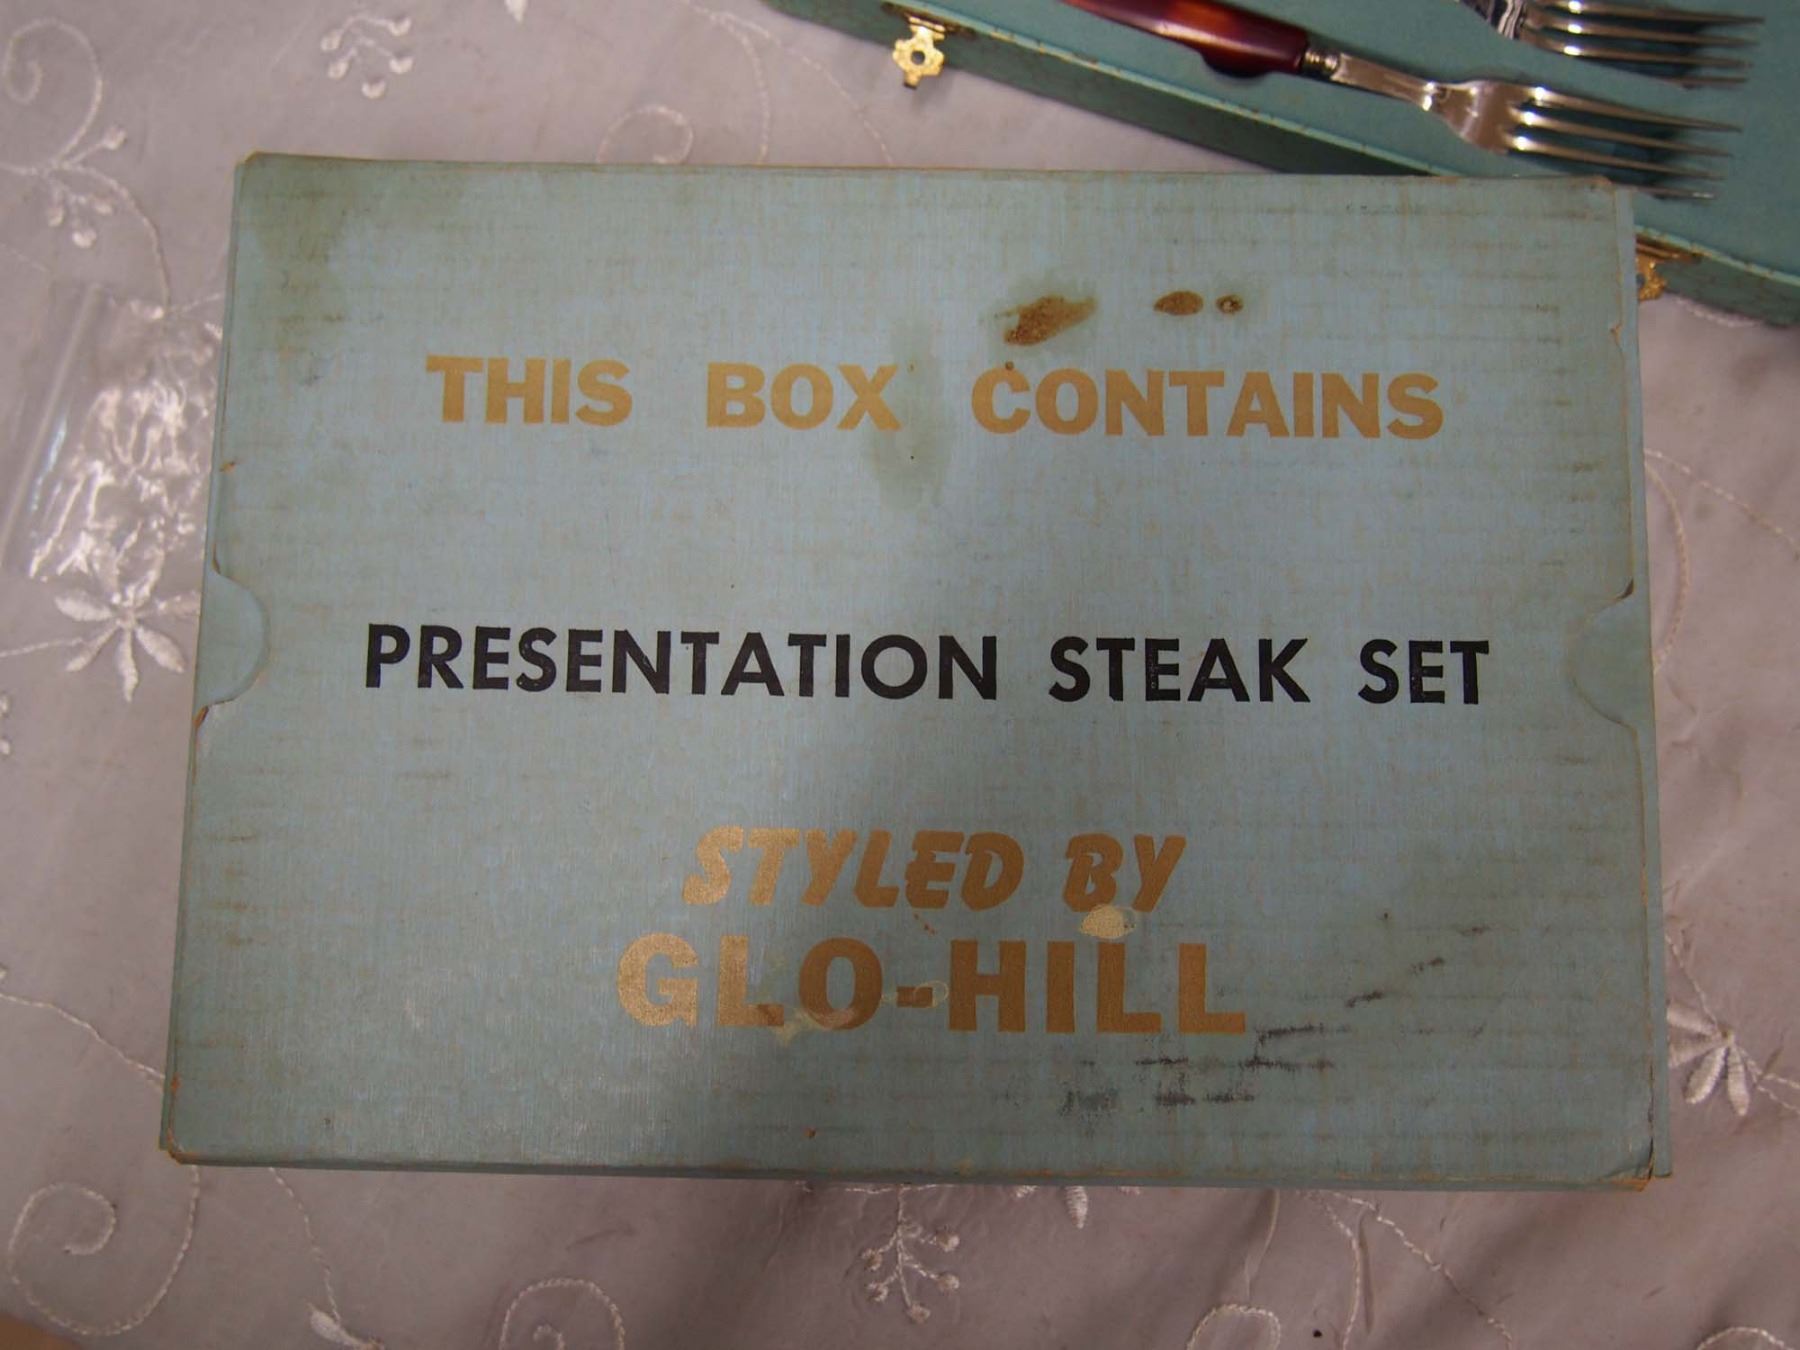 THIS BOX CONTAINS
PRESENTATION STEAK SET
STYLED BY
GLO-HILL